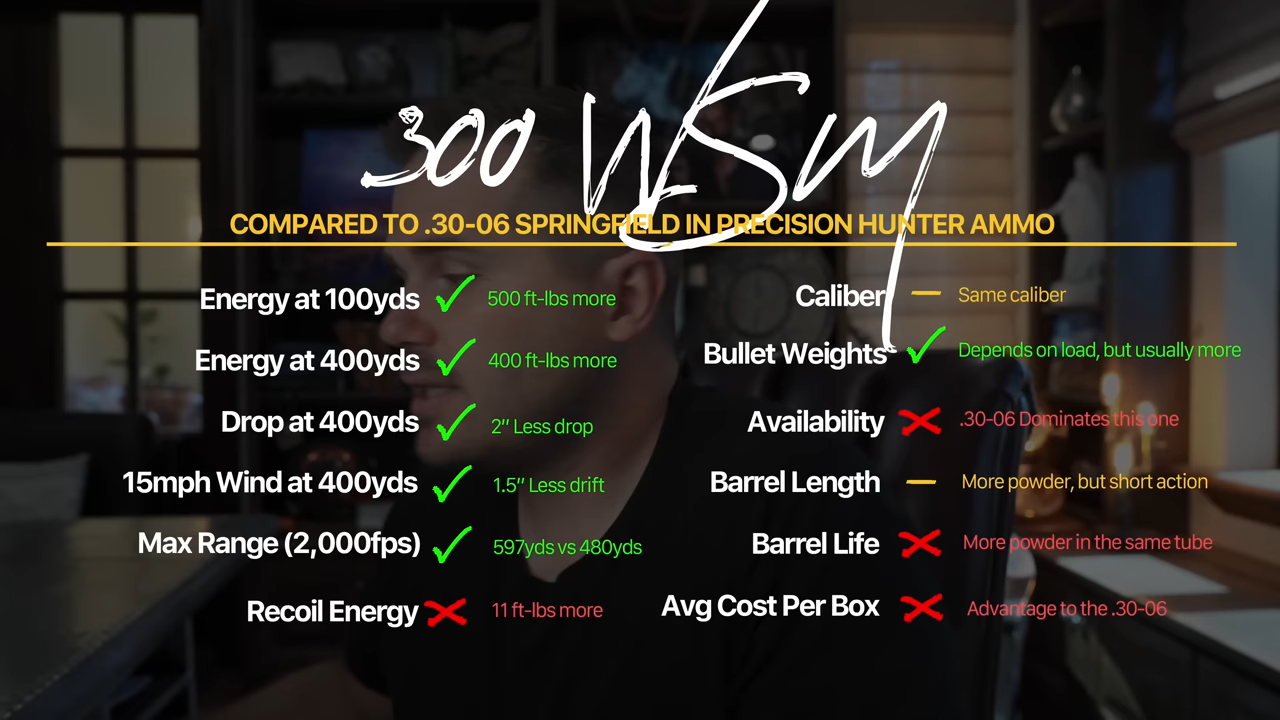 300 WSM
COMPARED TO .30-06 SPRINGFIELD IN PRECISION HUNTER AMMO
Energy at 100yds 500 ft-lbs more
Energy at 400yds 400 ft-lbs more
Drop at 400yds 2” Less drop
15mph Wind at 400yds 1.5” Less drift
Max Range (2,000fps) 597yds vs 480yds
Recoil Energy 11 ft-lbs more
Caliber Same caliber
Bullet Weights Depends on load, but usually more
Availability .30-06 Dominates this one
Barrel Length More powder, but short action
Barrel Life More powder in the same tube
Avg Cost Per Box Advantage to the .30-06